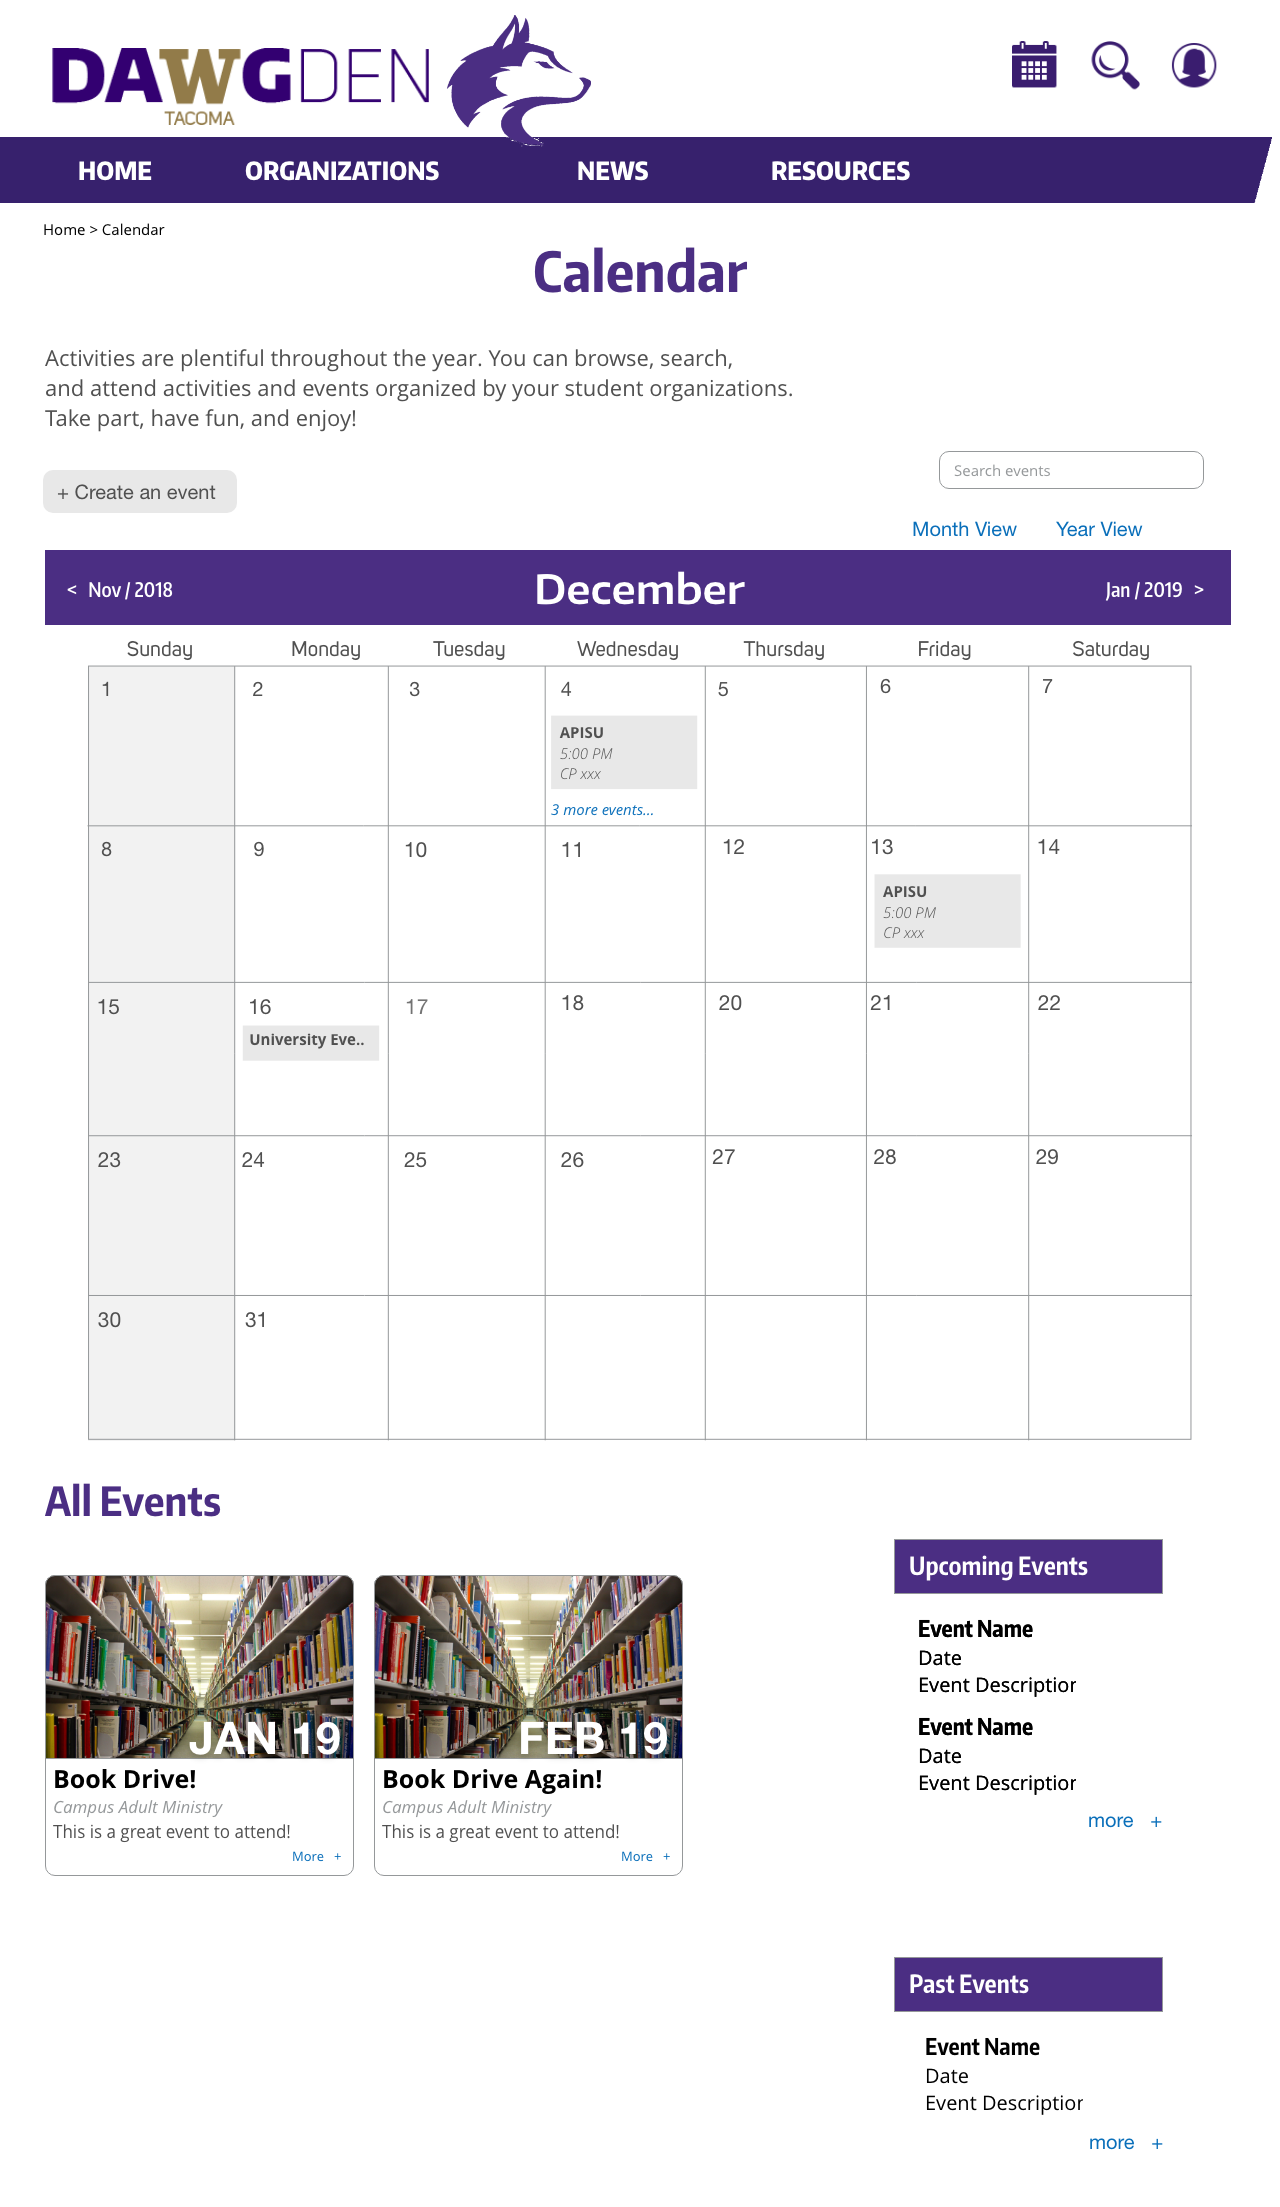 DAWGDEN
TACOMA
HOME ORGANIZATIONS NEWS RESOURCES
Home > Calendar
Calendar
Activities are plentiful throughout the year. You can browse, search,
and attend activities and events organized by your student organizations.
Take part, have fun, and enjoy!
Search events
+ Create an event
Month View Year View
< Nov / 2018 December Jan / 2019 >
Sunday Monday Tuesday Wednesday Thursday Friday Saturday
1 2 3 4 5 6 7
APISU
5:00 PM
CP xxx
3 more events...
8 9 10 11 12 13 14
APISU
5:00 PM
CP xxx
15 16 17 18 20 21 22
University Eve..
23 24 25 26 27 28 29
30 31
All Events
JAN 19
Book Drive!
Campus Adult Ministry
This is a great event to attend!
More +
FEB 19
Book Drive Again!
Campus Adult Ministry
This is a great event to attend!
More +
Upcoming Events
Event Name
Date
Event Description
Event Name
Date
Event Description
more +
Past Events
Event Name
Date
Event Description
more +